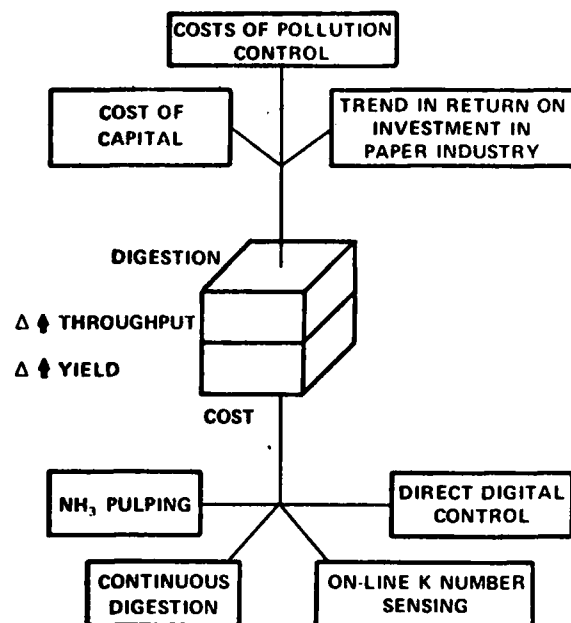 COSTS OF POLLUTION
CONTROL
COST OF
CAPITAL
TREND IN RETURN ON
INVESTMENT IN
PAPER INDUSTRY
DIGESTION
Δ ↑ THROUGHPUT
Δ ↑ YIELD
COST
NH₃ PULPING
DIRECT DIGITAL
CONTROL
CONTINUOUS
DIGESTION
ON-LINE K NUMBER
SENSING